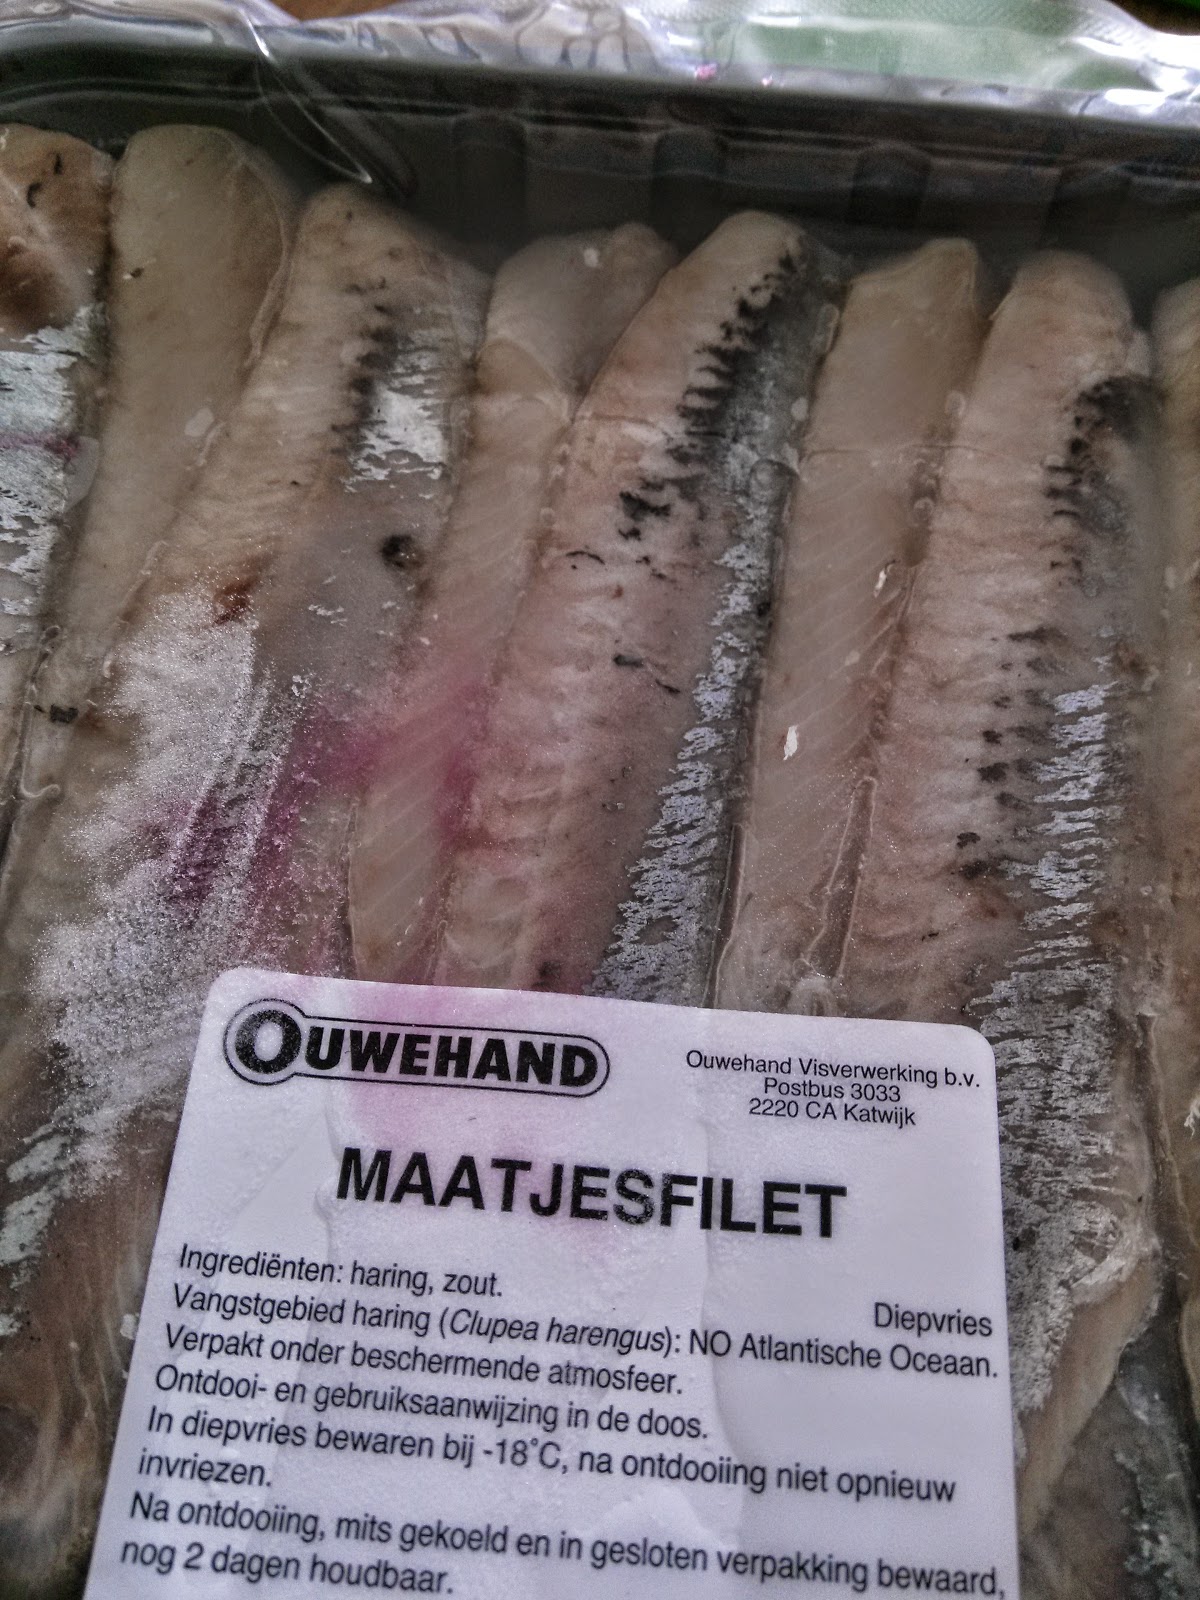 OUWEHAND
Ouwehand Visverwerking b.v.
Postbus 3033
2220 CA Katwijk
MAATJESFILET
Ingrediënten: haring, zout.
Diepvries
Vangstgebied haring (Clupea harengus): NO Atlantische Oceaan.
Verpakt onder beschermende atmosfeer.
Ontdooi- en gebruiksaanwijzing in de doos.
In diepvries bewaren bij -18°C, na ontdooiing niet opnieuw
invriezen.
Na ontdooiing, mits gekoeld en in gesloten verpakking bewaard,
nog 2 dagen houdbaar.